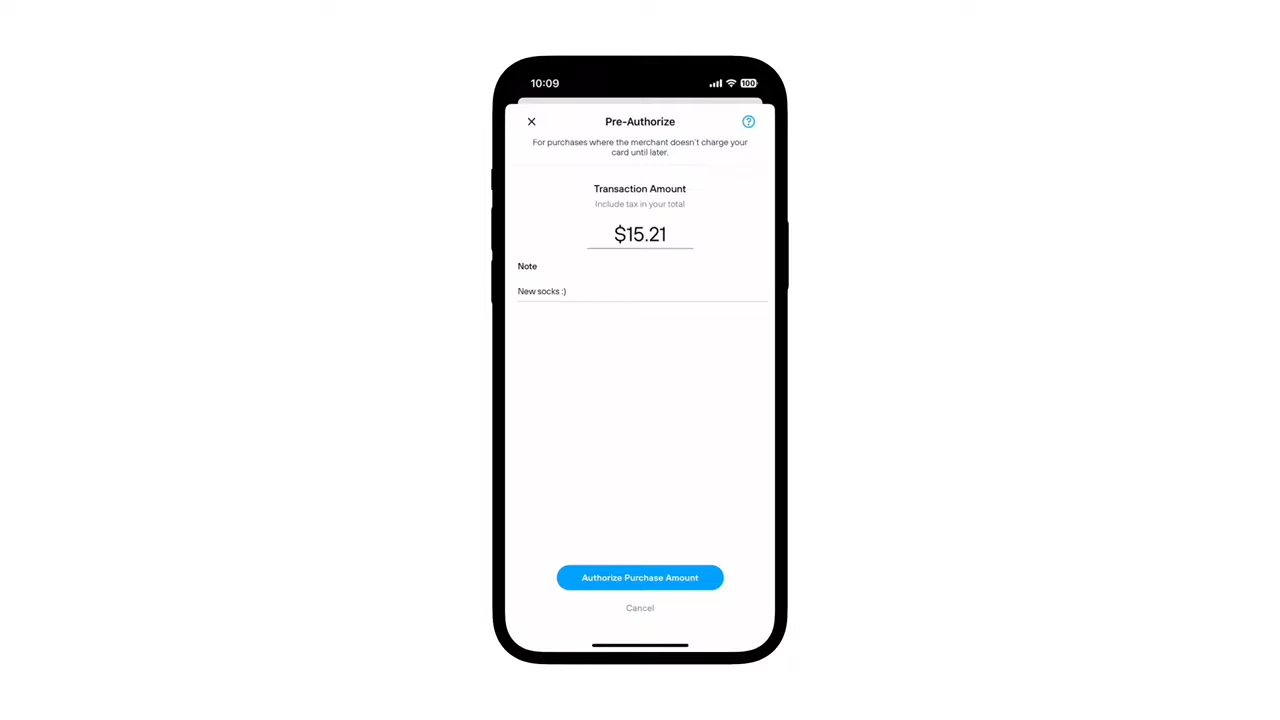 10:09
100
Pre-Authorize
?
For purchases where the merchant doesn't charge your
card until later.
Transaction Amount
Include tax in your total
$15.21
Note
New socks :)
Authorize Purchase Amount
Cancel